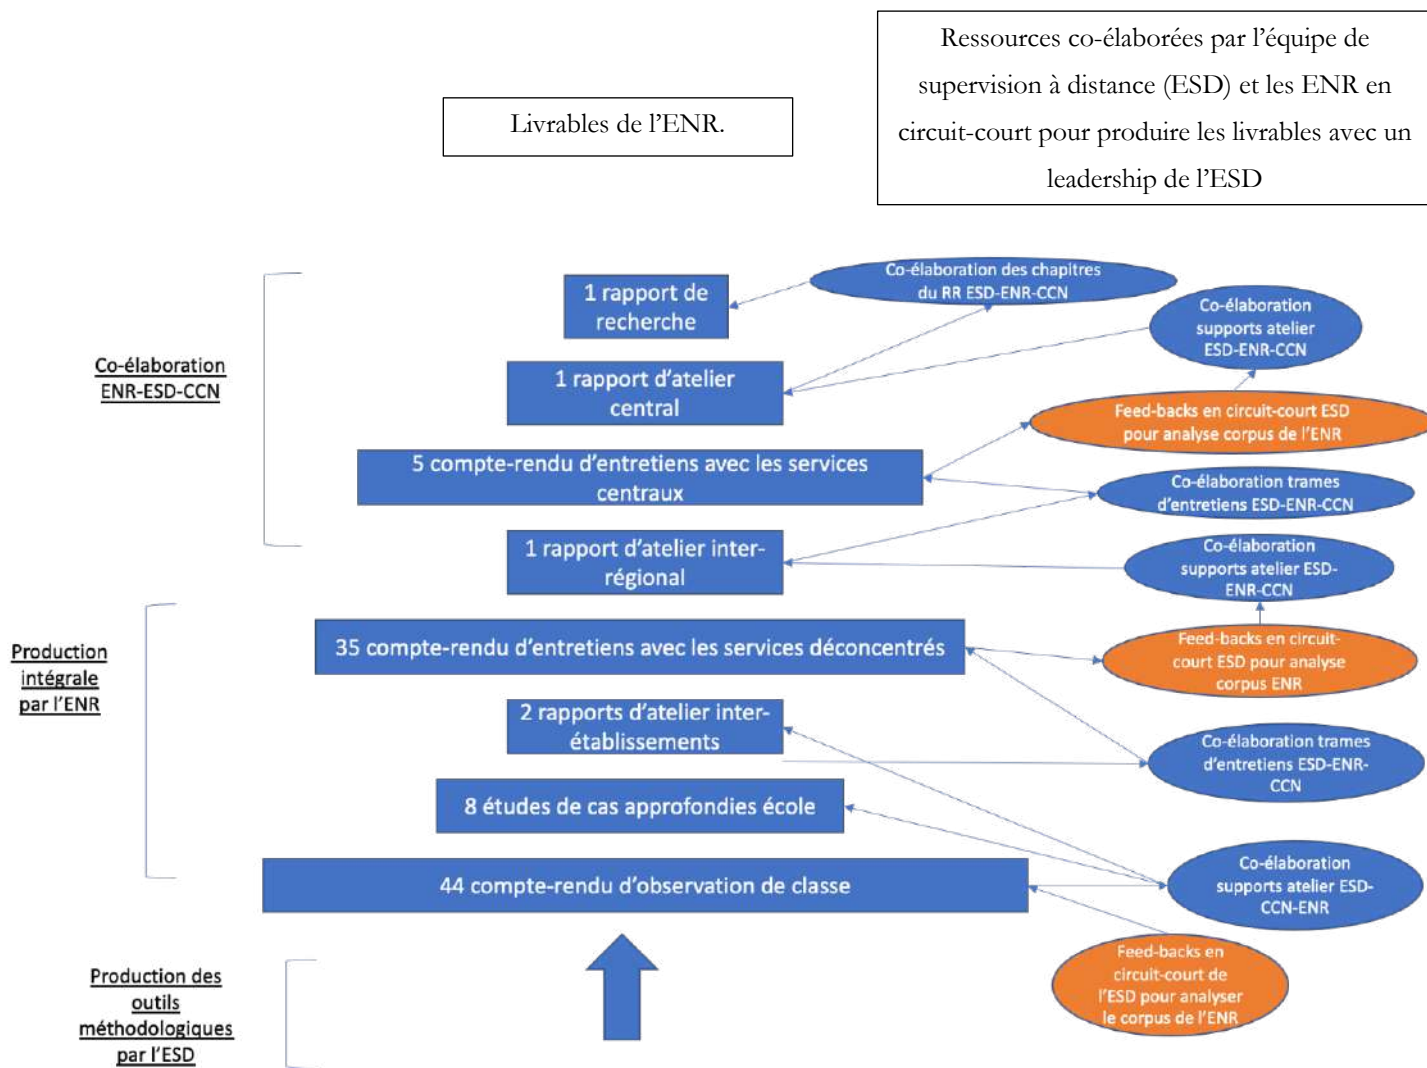 Ressources co-élaborées par l’équipe de
supervision à distance (ESD) et les ENR en
circuit-court pour produire les livrables avec un
leadership de l’ESD
Livrables de l’ENR.
Co-élaboration
ENR-ESD-CCN
Production
intégrale
par l’ENR
Production des
outils
méthodologiques
par l’ESD
1 rapport de
recherche
1 rapport d’atelier
central
5 compte-rendu d’entretiens avec les services
centraux
1 rapport d’atelier inter-
régional
35 compte-rendu d’entretiens avec les services déconcentrés
2 rapports d’atelier inter-
établissements
8 études de cas approfondies école
44 compte-rendu d’observation de classe
Co-élaboration des chapitres
du RR ESD-ENR-CCN
Co-élaboration
supports atelier
ESD-ENR-CCN
Feed-backs en circuit-court ESD
pour analyse corpus de l’ENR
Co-élaboration trames
d’entretiens ESD-ENR-CCN
Co-élaboration
supports atelier ESD-
ENR-CCN
Feed-backs en circuit-
court ESD pour analyse
corpus ENR
Co-élaboration trames
d’entretiens ESD-ENR-
CCN
Co-élaboration
supports atelier ESD-
CCN-ENR
Feed-backs en
circuit-court de
l’ESD pour analyser
le corpus de l’ENR